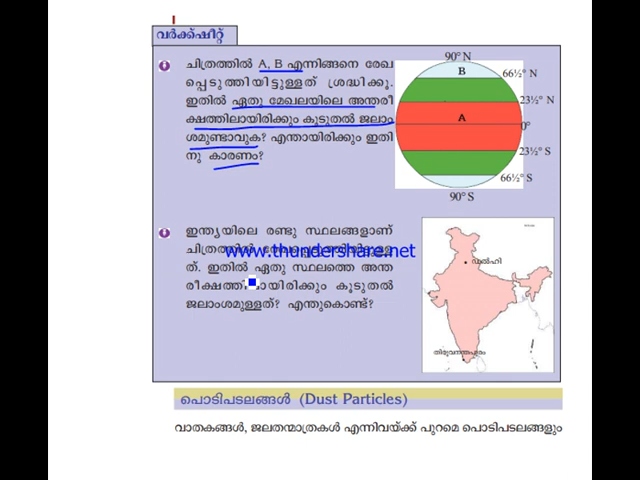 വർക്ക്ഷീറ്റ്
ചിത്രത്തിൽ A, B എന്നിങ്ങനെ രേഖ
പ്പെടുത്തിയിട്ടുള്ളത് ശ്രദ്ധിക്കൂ.
ഇതിൽ ഏതു മേഖലയിലെ അന്തരീ
ക്ഷത്തിലായിരിക്കും കൂടുതൽ ജലാം
ശമുണ്ടാവുക? എന്തായിരിക്കും ഇതി
നു കാരണം?
90° N
B
66½° N
23½° N
A
0°
23½° S
66½° S
90° S
ഇന്ത്യയിലെ രണ്ടു സ്ഥലങ്ങളാണ്
ചിത്രത്തിൽ
www.thundershare.net
ത്. ഇതിൽ ഏതു സ്ഥലത്തെ അന്ത
രീക്ഷത്തിലായിരിക്കും കൂടുതൽ
ജലാംശമുള്ളത്? എന്തുകൊണ്ട്?
ഡൽഹി
തിരുവനന്തപുരം
പൊടിപടലങ്ങൾ (Dust Particles)
വാതകങ്ങൾ, ജലതന്മാത്രകൾ എന്നിവയ്ക്ക് പുറമെ പൊടിപടലങ്ങളും